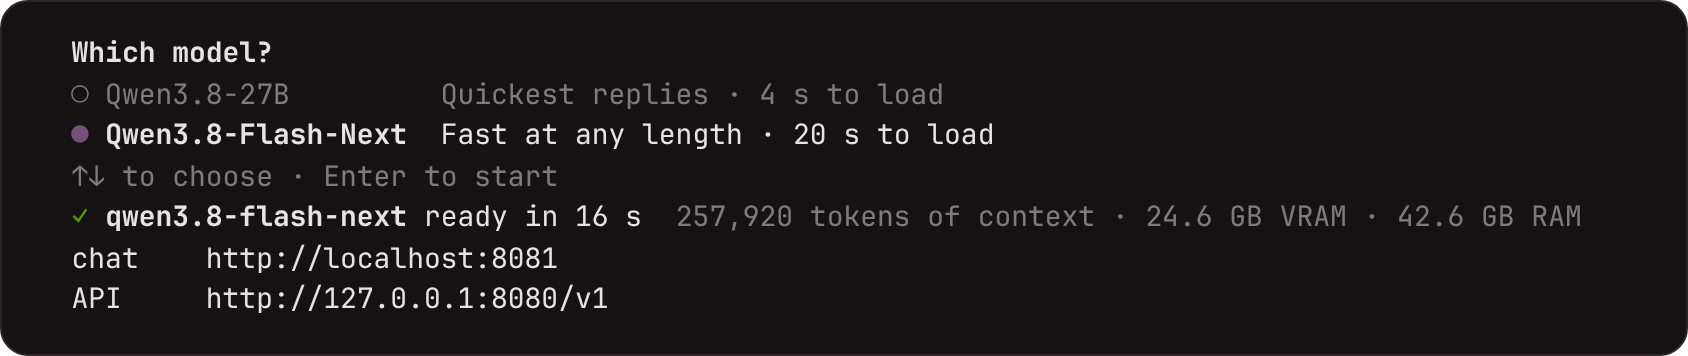 Which model?
○ Qwen3.8-27B Quickest replies · 4 s to load
● Qwen3.8-Flash-Next Fast at any length · 20 s to load
↑↓ to choose · Enter to start
✓ qwen3.8-flash-next ready in 16 s 257,920 tokens of context · 24.6 GB VRAM · 42.6 GB RAM
chat http://localhost:8081
API http://127.0.0.1:8080/v1